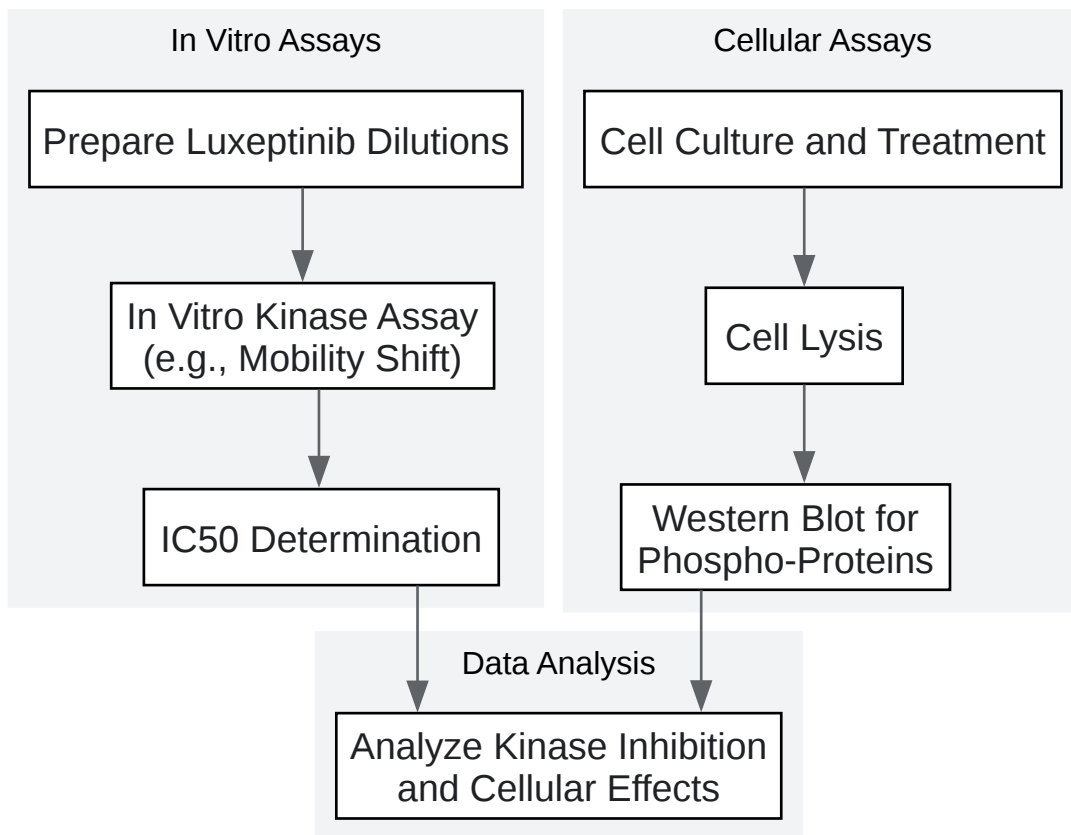 In Vitro Assays
Prepare Luxeptinib Dilutions
In Vitro Kinase Assay
(e.g., Mobility Shift)
IC50 Determination
Cellular Assays
Cell Culture and Treatment
Cell Lysis
Western Blot for
Phospho-Proteins
Data Analysis
Analyze Kinase Inhibition
and Cellular Effects